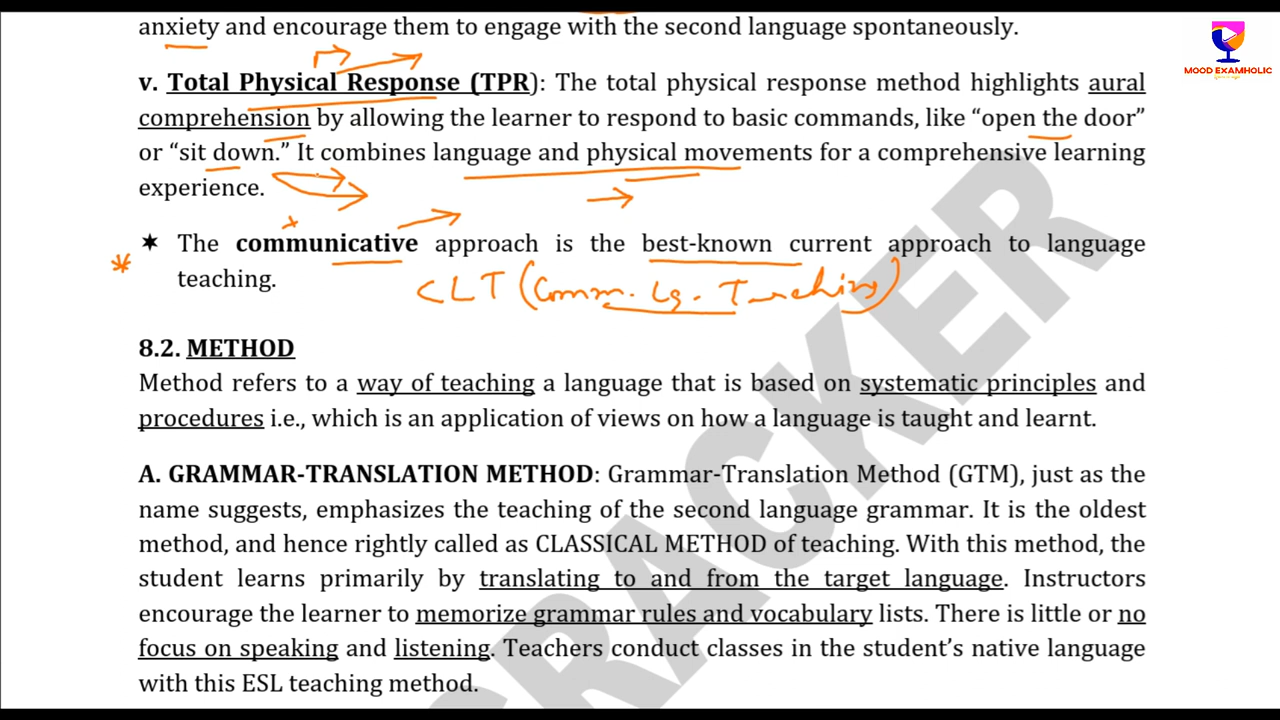 anxiety and encourage them to engage with the second language spontaneously.
MOOD EXAMHOLIC
v. Total Physical Response (TPR): The total physical response method highlights aural
comprehension by allowing the learner to respond to basic commands, like “open the door”
or “sit down.” It combines language and physical movements for a comprehensive learning
experience.
✶ The communicative approach is the best-known current approach to language
teaching.
CLT (Comm. Lg. Teaching)
8.2. METHOD
Method refers to a way of teaching a language that is based on systematic principles and
procedures i.e., which is an application of views on how a language is taught and learnt.
A. GRAMMAR-TRANSLATION METHOD: Grammar-Translation Method (GTM), just as the
name suggests, emphasizes the teaching of the second language grammar. It is the oldest
method, and hence rightly called as CLASSICAL METHOD of teaching. With this method, the
student learns primarily by translating to and from the target language. Instructors
encourage the learner to memorize grammar rules and vocabulary lists. There is little or no
focus on speaking and listening. Teachers conduct classes in the student’s native language
with this ESL teaching method.
CRACKER